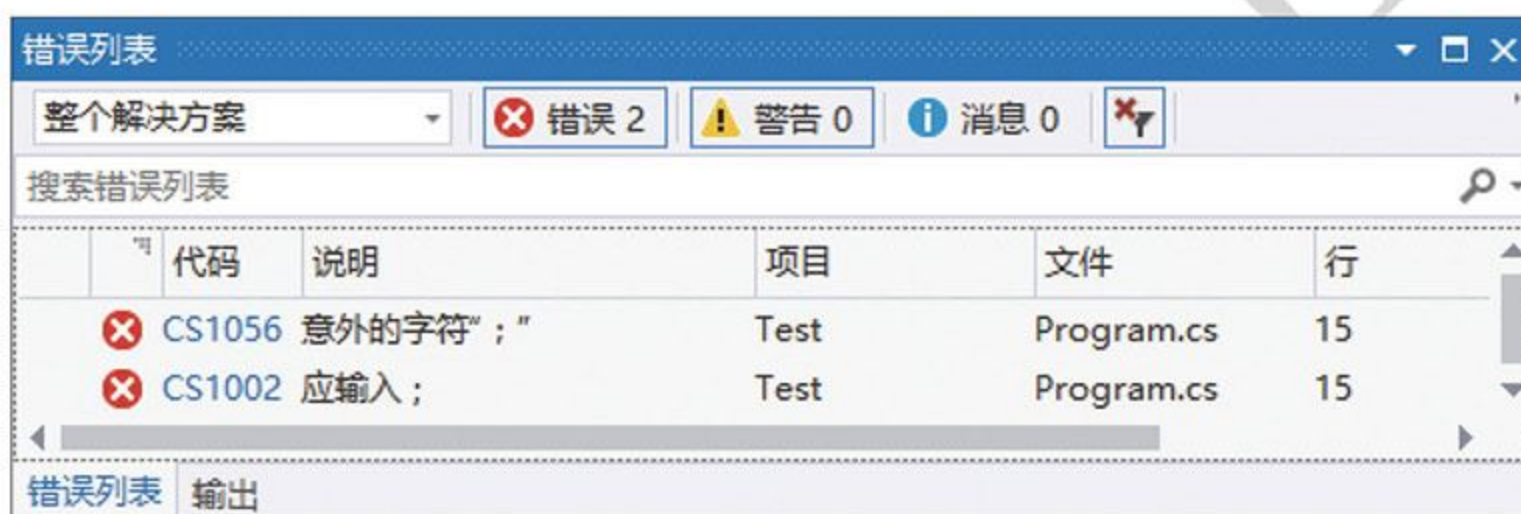 错误列表
整个解决方案 错误 2 警告 0 消息 0
搜索错误列表
代码 说明 项目 文件 行
CS1056 意外的字符“；” Test Program.cs 15
CS1002 应输入 ; Test Program.cs 15
错误列表 输出